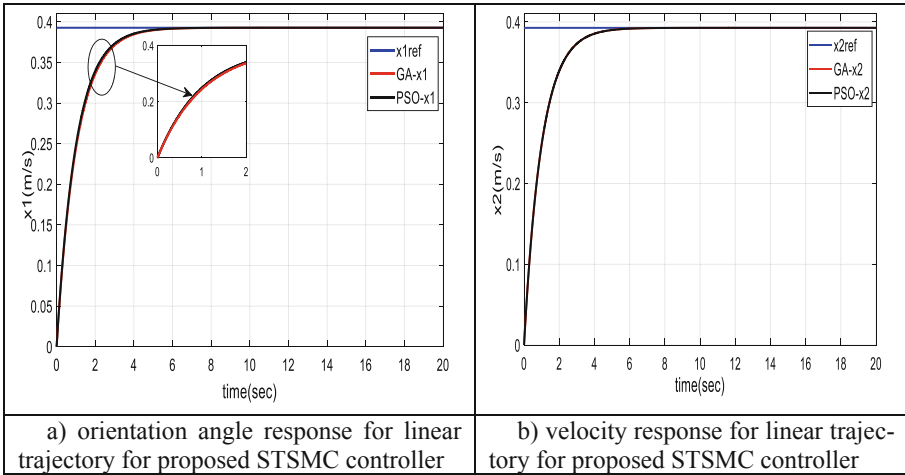 0.4
0.35
0.3
0.25
0.2
0.15
0.1
0.05
0
x1(m/s)
0.4
0.2
0
0 1 2
x1ref
GA-x1
PSO-x1
0 2 4 6 8 10 12 14 16 18 20
time(sec)
0.4
0.3
0.2
0.1
0
x2(m/s)
x2ref
GA-x2
PSO-x2
0 2 4 6 8 10 12 14 16 18 20
time(sec)
a) orientation angle response for linear
trajectory for proposed STSMC controller
b) velocity response for linear trajec-
tory for proposed STSMC controller